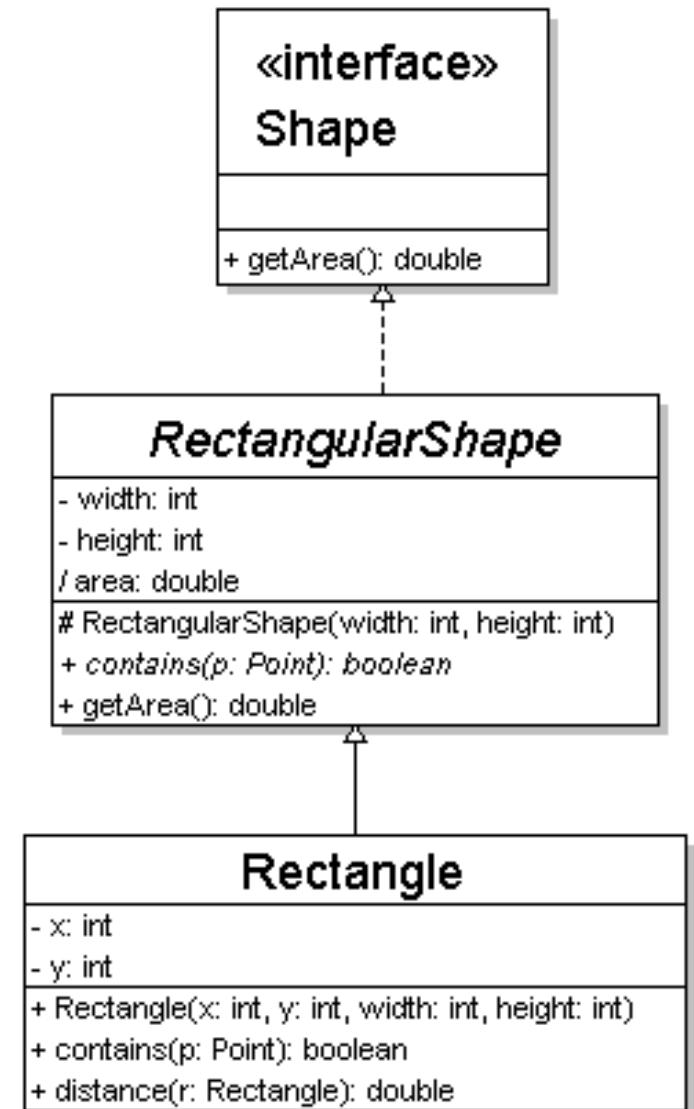 «interface»
Shape
+ getArea(): double
RectangularShape
- width: int
- height: int
/ area: double
# RectangularShape(width: int, height: int)
+ contains(p: Point): boolean
+ getArea(): double
Rectangle
- x: int
- y: int
+ Rectangle(x: int, y: int, width: int, height: int)
+ contains(p: Point): boolean
+ distance(r: Rectangle): double